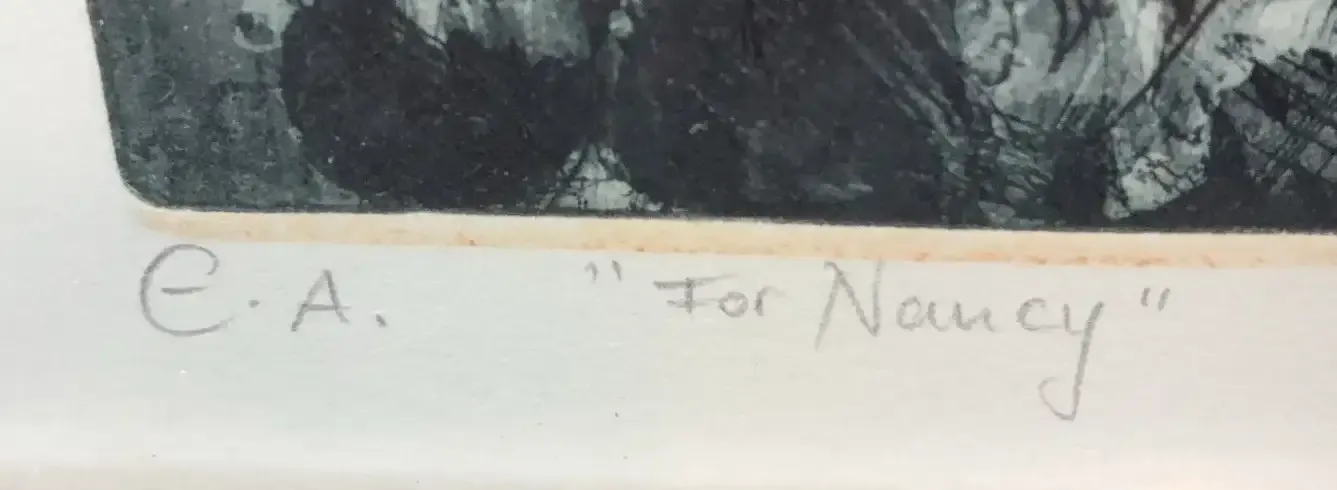 E.A. "For Nancy"